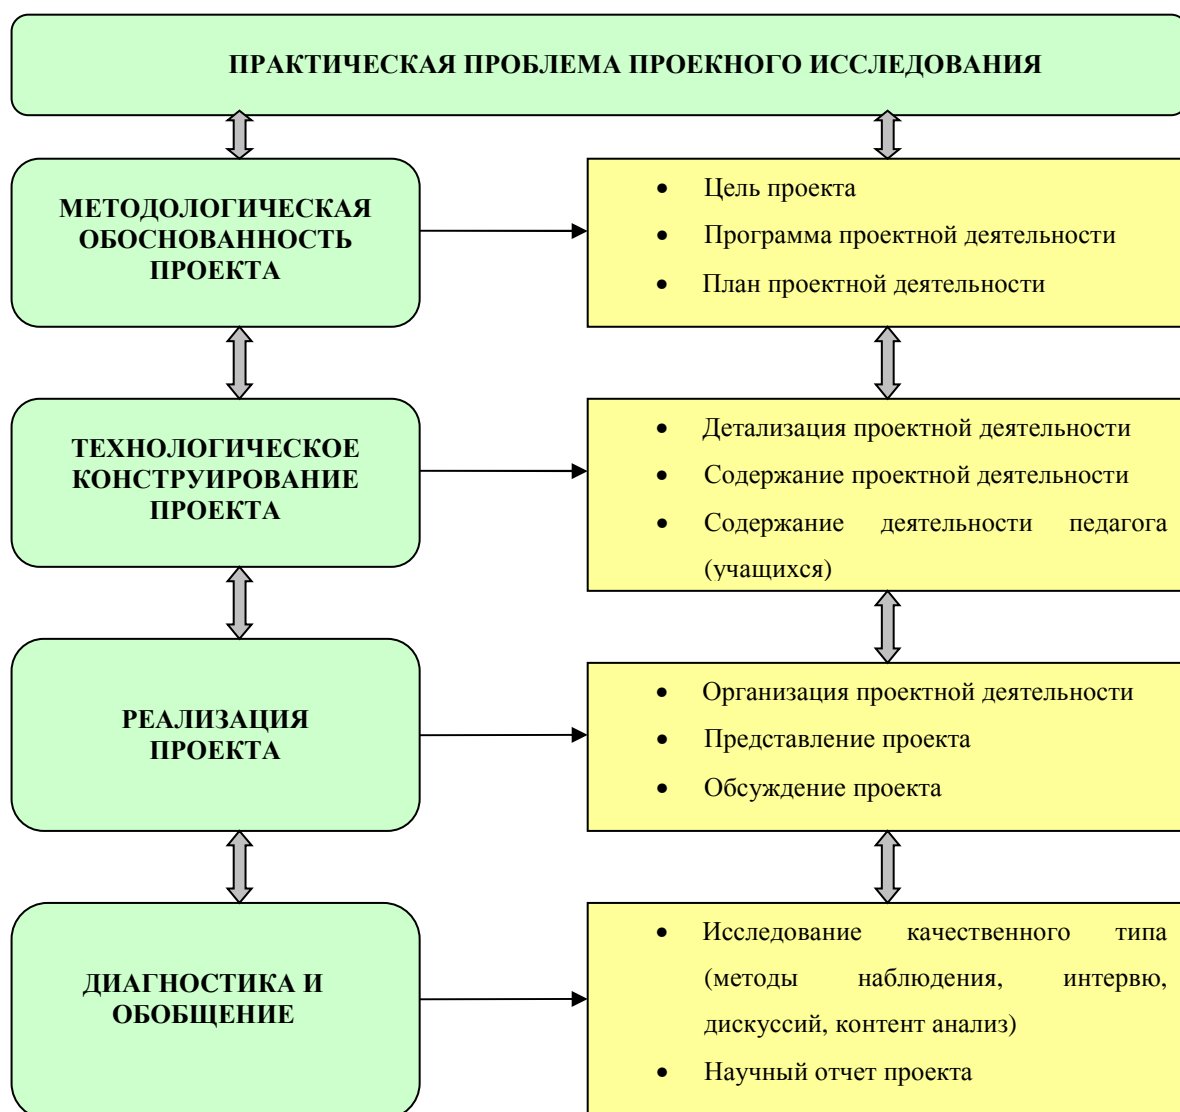 ПРАКТИЧЕСКАЯ ПРОБЛЕМА ПРОЕКНОГО ИССЛЕДОВАНИЯ
МЕТОДОЛОГИЧЕСКАЯ
ОБОСНОВАННОСТЬ
ПРОЕКТА
• Цель проекта
• Программа проектной деятельности
• План проектной деятельности
ТЕХНОЛОГИЧЕСКОЕ
КОНСТРУИРОВАНИЕ
ПРОЕКТА
• Детализация проектной деятельности
• Содержание проектной деятельности
• Содержание деятельности педагога
(учащихся)
РЕАЛИЗАЦИЯ
ПРОЕКТА
• Организация проектной деятельности
• Представление проекта
• Обсуждение проекта
ДИАГНОСТИКА И
ОБОБЩЕНИЕ
• Исследование качественного типа
(методы наблюдения, интервю,
дискуссий, контент анализ)
• Научный отчет проекта